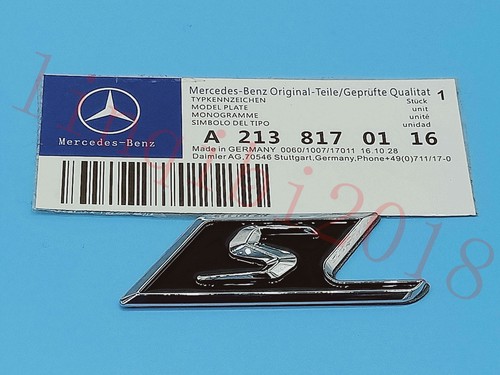 Mercedes-Benz
Mercedes-Benz Original-Teile/Geprüfte Qualitat
TYPKENNZEICHEN
MODEL PLATE
MONOGRAMME
SIMBOLO DEL TIPO
Stück 1
unit
unité
unidad
A 213 817 01 16
Made in GERMANY 0060/1007/17011 16.10.28
Daimler AG,70546 Stuttgart,Germany,Phone+49(0)711/17-0
S